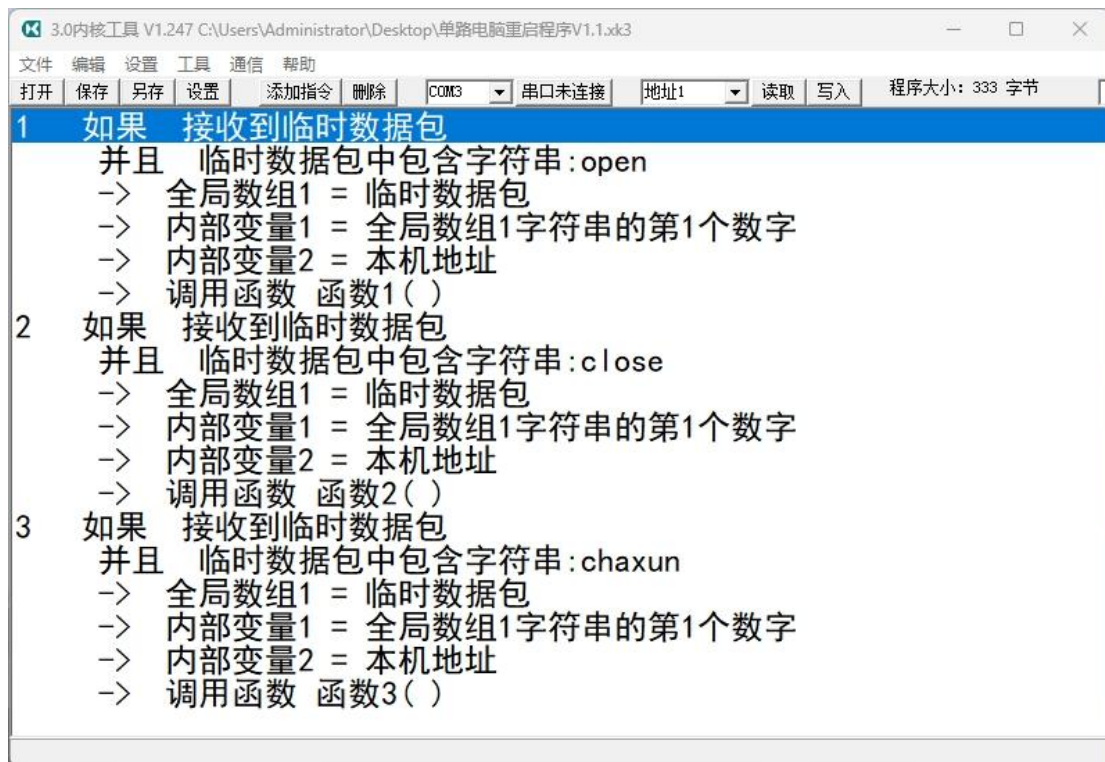 3.0内核工具 V1.247 C:\Users\Administrator\Desktop\单路电脑重启程序V1.1.xk3
文件 编辑 设置 工具 通信 帮助
打开 保存 另存 设置 添加指令 删除 COM3 串口未连接 地址1 读取 写入 程序大小: 333 字节
1 如果 接收到临时数据包
并且 临时数据包中包含字符串:open
-> 全局数组1 = 临时数据包
-> 内部变量1 = 全局数组1字符串的第1个数字
-> 内部变量2 = 本机地址
-> 调用函数 函数1( )
2 如果 接收到临时数据包
并且 临时数据包中包含字符串:close
-> 全局数组1 = 临时数据包
-> 内部变量1 = 全局数组1字符串的第1个数字
-> 内部变量2 = 本机地址
-> 调用函数 函数2( )
3 如果 接收到临时数据包
并且 临时数据包中包含字符串:chaxun
-> 全局数组1 = 临时数据包
-> 内部变量1 = 全局数组1字符串的第1个数字
-> 内部变量2 = 本机地址
-> 调用函数 函数3( )